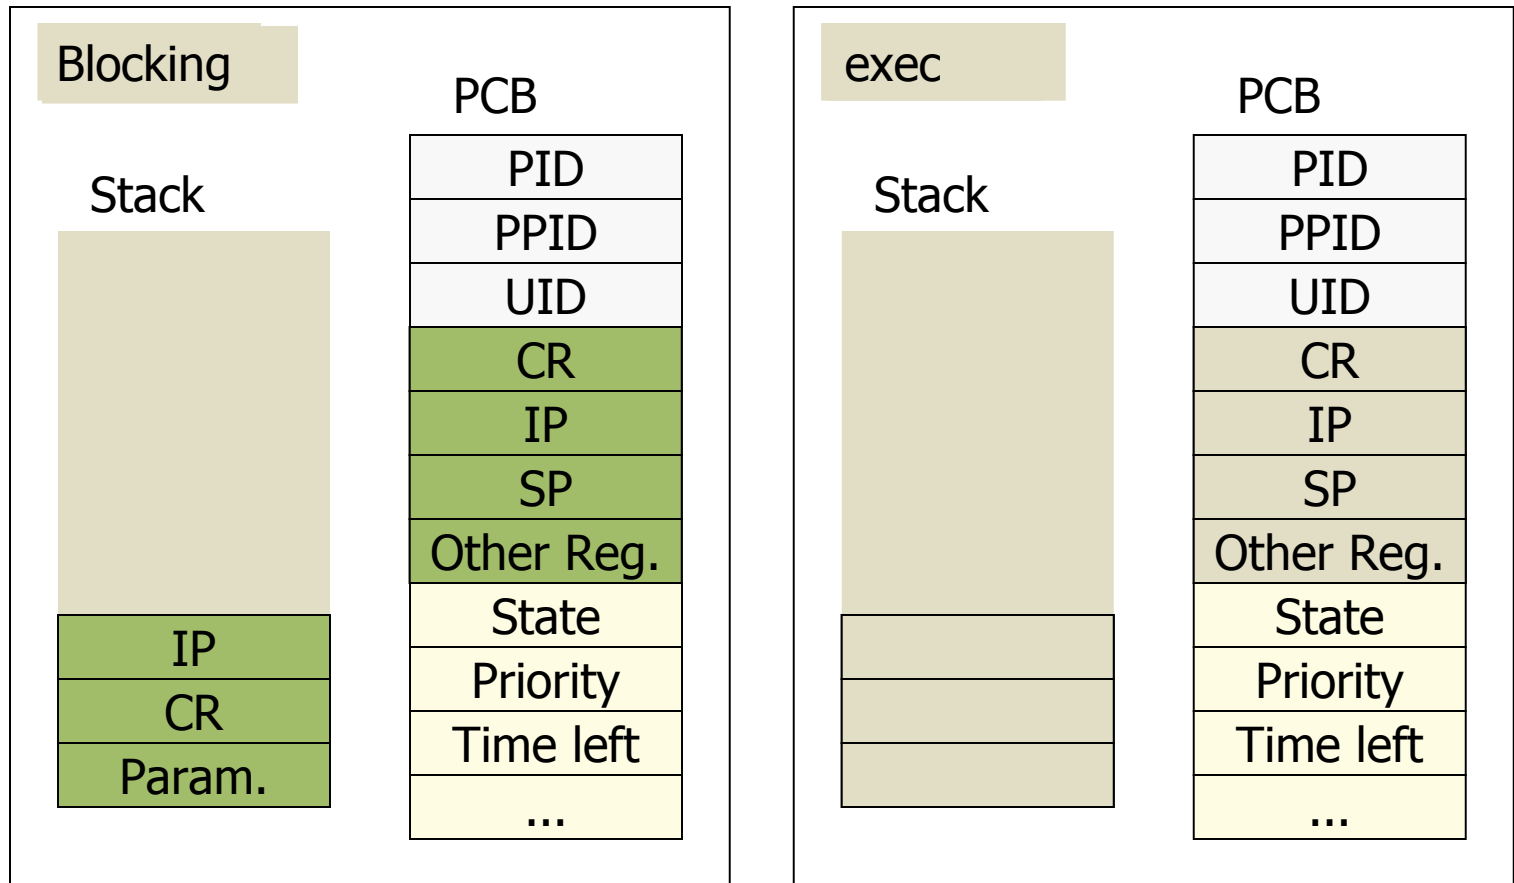 Blocking
PCB
Stack
PID
PPID
UID
CR
IP
SP
Other Reg.
State
Priority
Time left
...
IP
CR
Param.
exec
PCB
Stack
PID
PPID
UID
CR
IP
SP
Other Reg.
State
Priority
Time left
...